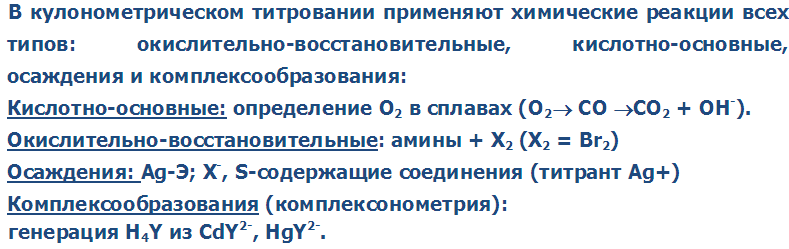 В кулонометрическом титровании применяют химические реакции всех
типов: окислительно-восстановительные, кислотно-основные,
осаждения и комплексообразования:
Кислотно-основные: определение O₂ в сплавах (O₂→ CO →CO₂ + OH⁻).
Окислительно-восстановительные: амины + X₂ (X₂ = Br₂)
Осаждения: Ag-Э; X⁻, S-содержащие соединения (титрант Ag+)
Комплексообразования (комплексонометрия):
генерация H₄Y из CdY²⁻, HgY²⁻.